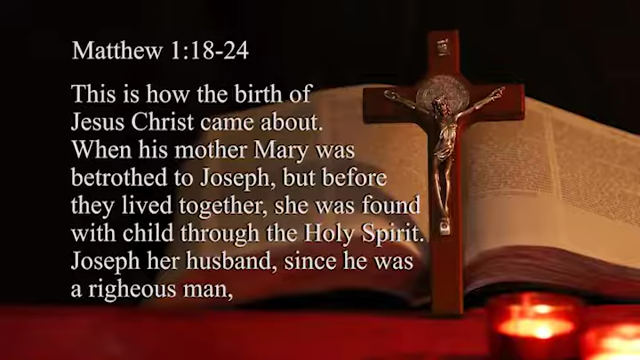 Matthew 1:18-24
This is how the birth of
Jesus Christ came about.
When his mother Mary was
betrothed to Joseph, but before
they lived together, she was found
with child through the Holy Spirit.
Joseph her husband, since he was
a righeous man,